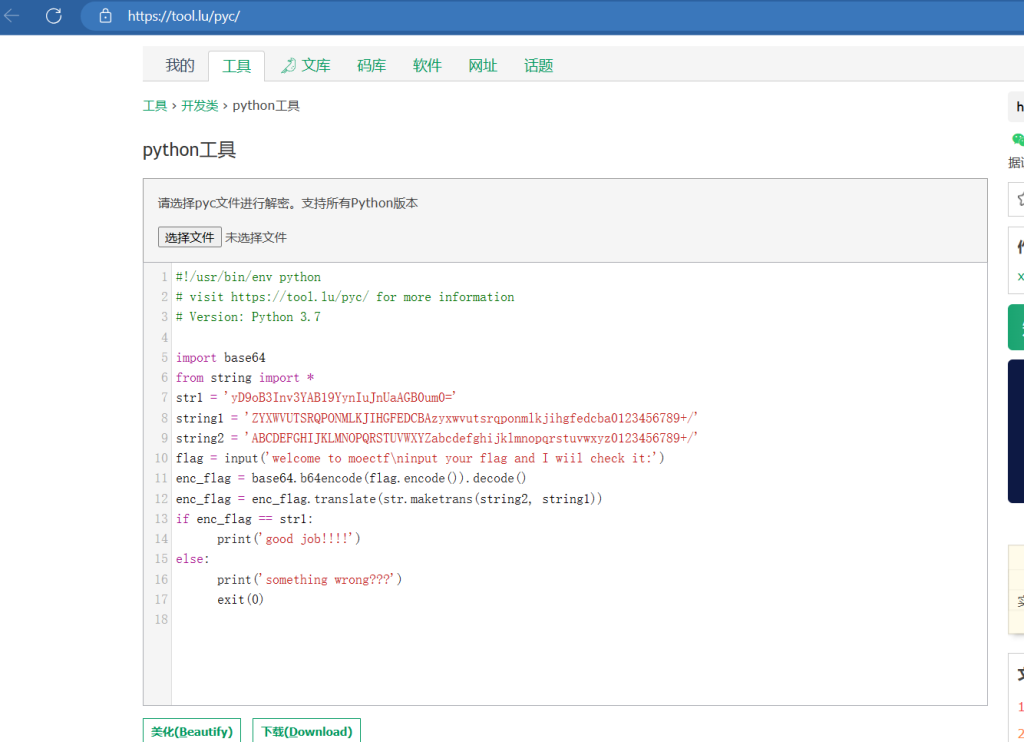 https://tool.lu/pyc/
我的 工具 文库 码库 软件 网址 话题
工具 › 开发类 › python工具
h
python工具
请选择pyc文件进行解密。支持所有Python版本
选择文件 未选择文件
1 #!/usr/bin/env python
2 # visit https://tool.lu/pyc/ for more information
3 # Version: Python 3.7
4
5 import base64
6 from string import *
7 str1 = 'yD9oB3Inv3YAB19YynIuJnUaAGB0um0='
8 string1 = 'ZYXWVUTSRQPONMLKJIHGFEDCBAzyxwvutsrqponmlkjihgfedcba0123456789+/'
9 string2 = 'ABCDEFGHIJKLMNOPQRSTUVWXYZabcdefghijklmnopqrstuvwxyz0123456789+/'
10 flag = input('welcome to moectf\ninput your flag and I wiil check it:')
11 enc_flag = base64.b64encode(flag.encode()).decode()
12 enc_flag = enc_flag.translate(str.maketrans(string2, string1))
13 if enc_flag == str1:
14 print('good job!!!!')
15 else:
16 print('something wrong???')
17 exit(0)
18
美化(Beautify) 下载(Download)